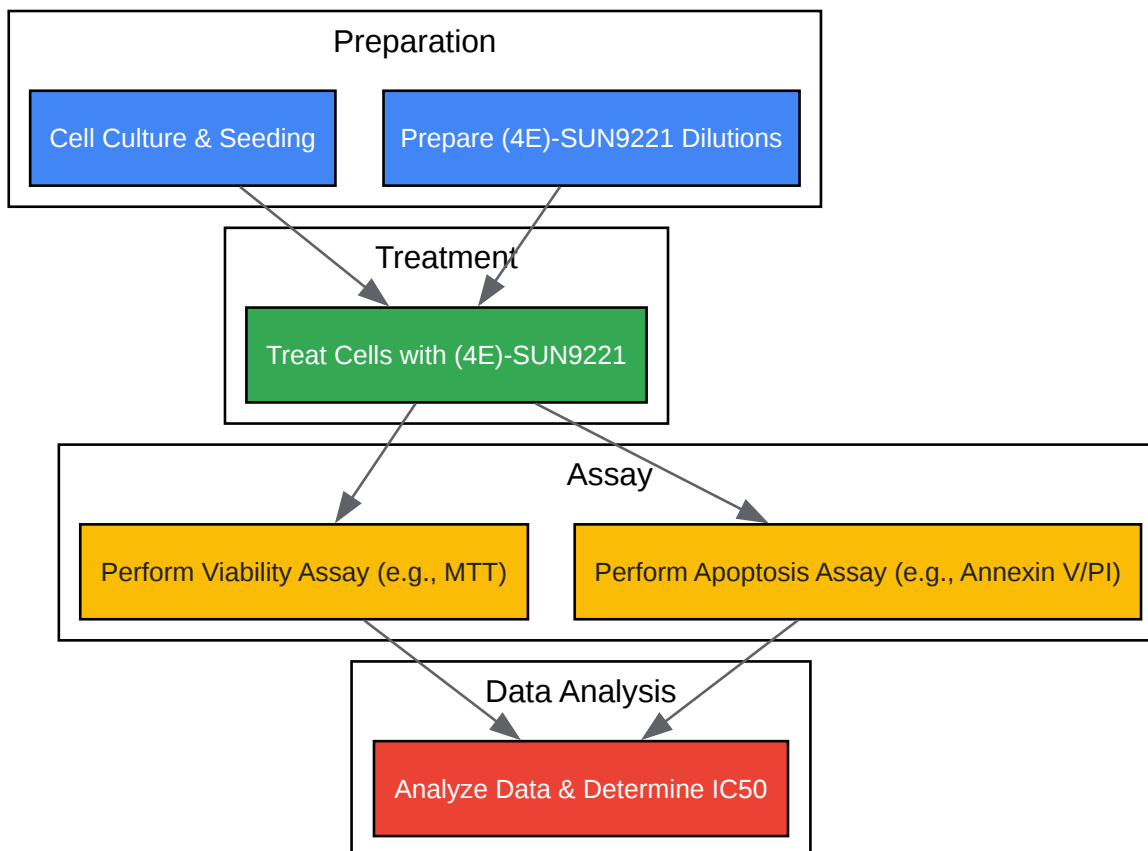 Preparation
Cell Culture & Seeding
Prepare (4E)-SUN9221 Dilutions
Treatment
Treat Cells with (4E)-SUN9221
Assay
Perform Viability Assay (e.g., MTT)
Perform Apoptosis Assay (e.g., Annexin V/PI)
Data Analysis
Analyze Data & Determine IC50